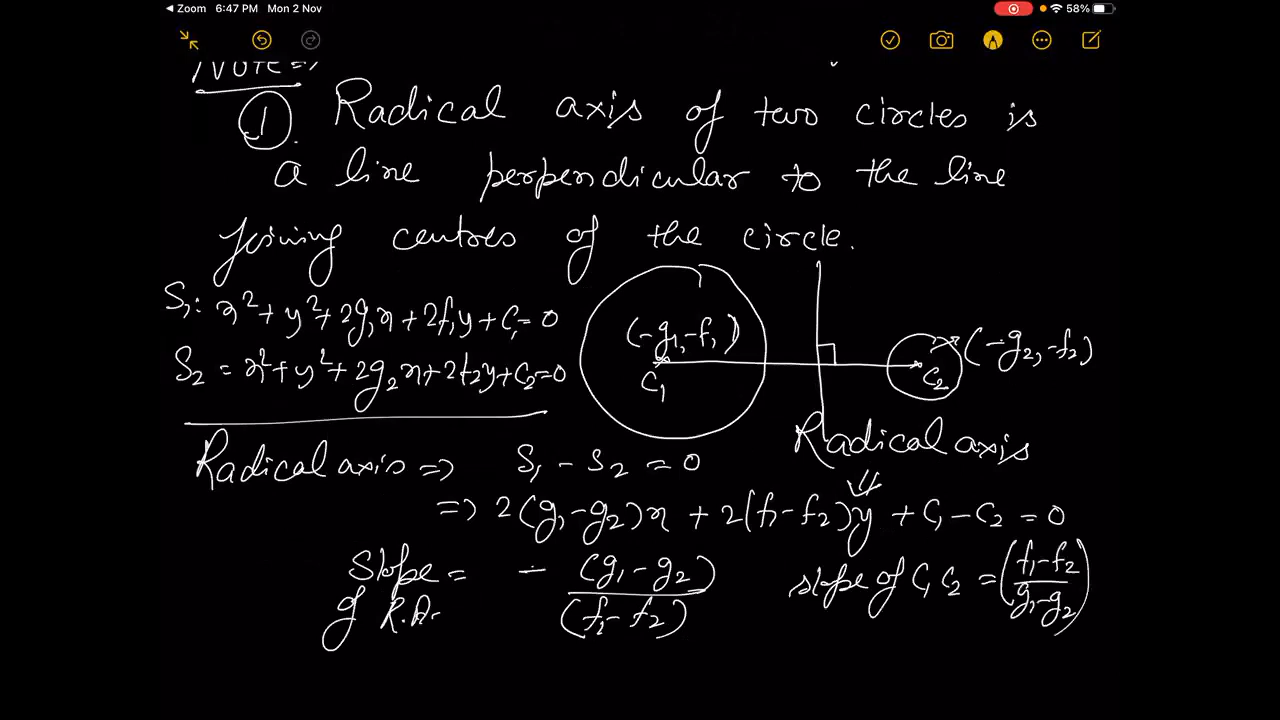 Zoom 6:47 PM Mon 2 Nov 58%
Note =>
1. Radical axis of two circles is
a line perpendicular to the line
joining centres of the circle.
S₁: x² + y² + 2g₁x + 2f₁y + C₁ = 0
S₂ = x² + y² + 2g₂x + 2f₂y + C₂ = 0
(-g₁, -f₁)
C₁
C₂
(-g₂, -f₂)
Radical axis
Radical axis => S₁ - S₂ = 0
=> 2(g₁ - g₂)x + 2(f₁ - f₂)y + C₁ - C₂ = 0
Slope of R.A. = - (g₁ - g₂) / (f₁ - f₂)
slope of C₁C₂ = (f₁ - f₂ / g₁ - g₂)